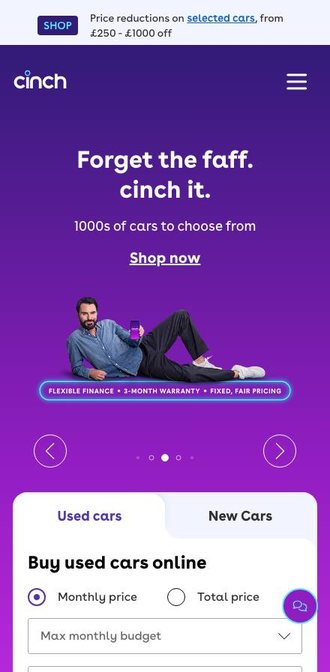 SHOP
Price reductions on selected cars, from
£250 - £1000 off
cinch
Forget the faff.
cinch it.
1000s of cars to choose from
Shop now
FLEXIBLE FINANCE • 3-MONTH WARRANTY • FIXED, FAIR PRICING
Used cars
New Cars
Buy used cars online
Monthly price
Total price
Max monthly budget